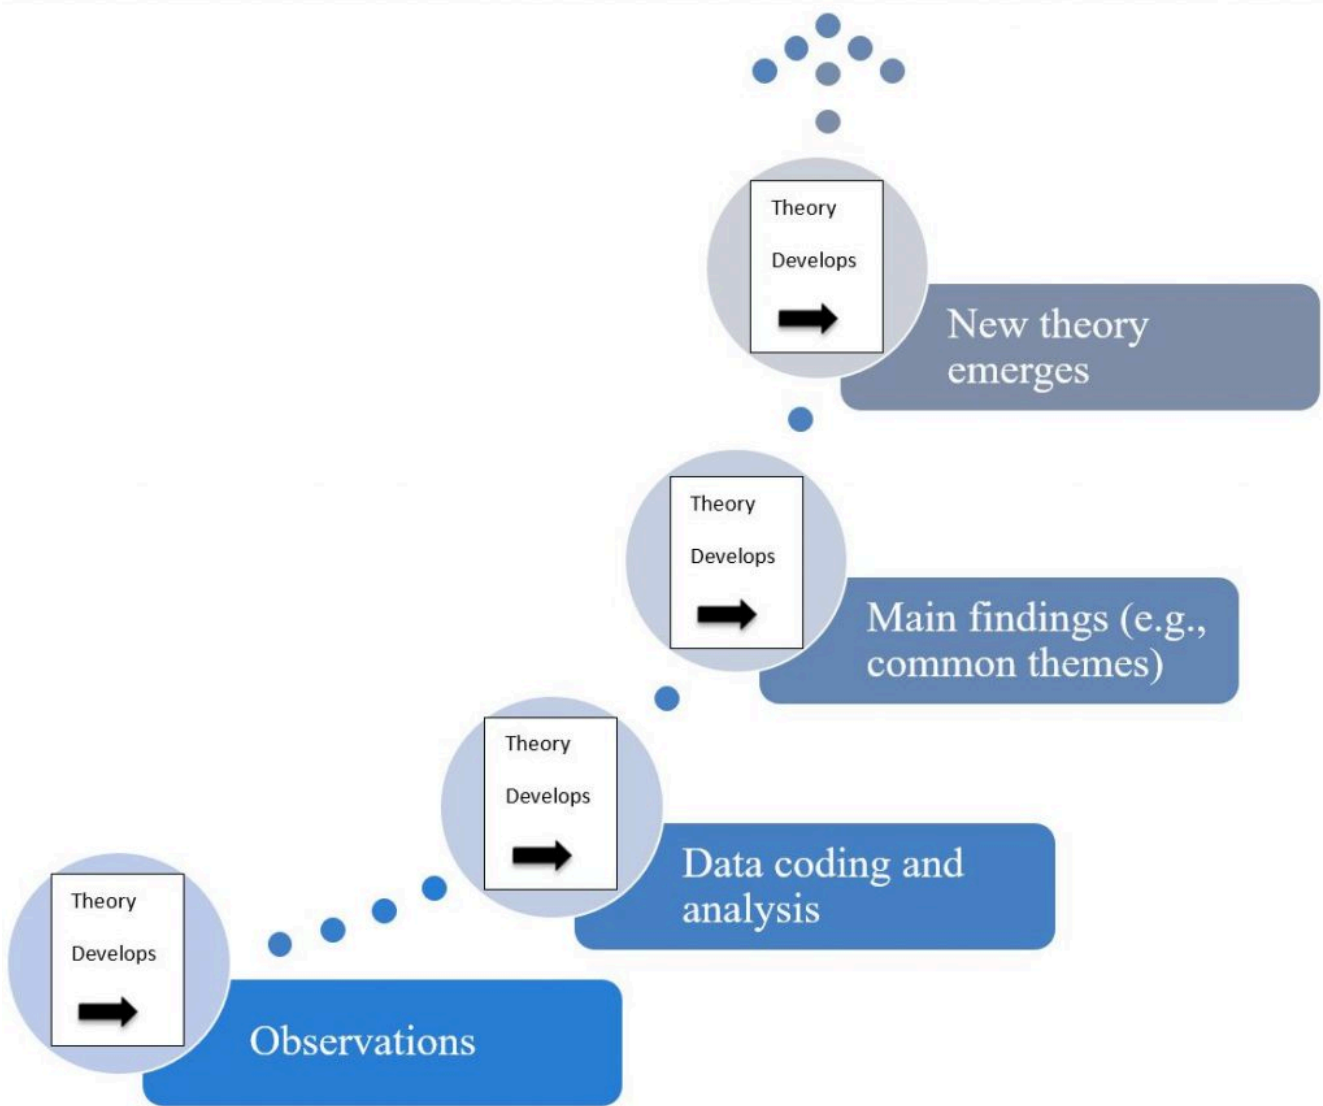 Theory
Develops
New theory
emerges
Theory
Develops
Main findings (e.g.,
common themes)
Theory
Develops
Data coding and
analysis
Theory
Develops
Observations